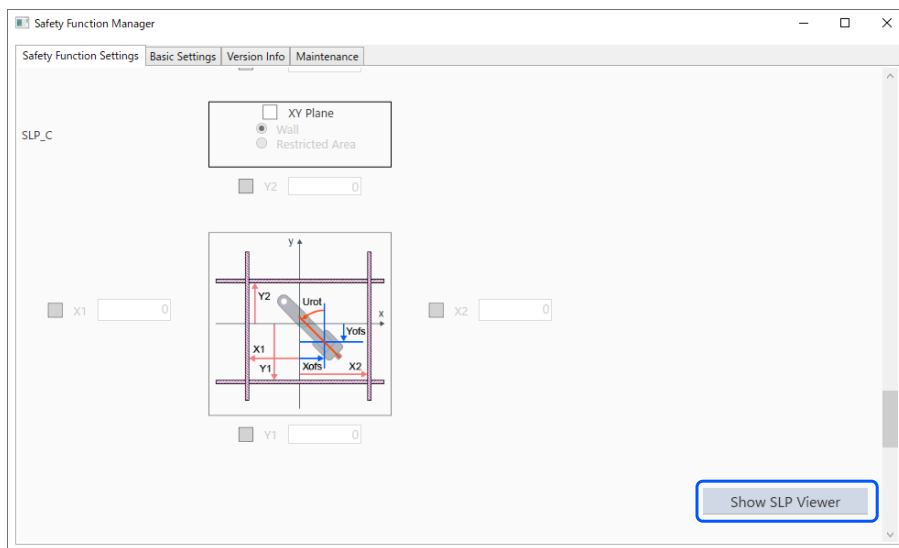 Safety Function Manager
Safety Function Settings Basic Settings Version Info Maintenance
SLP_C
XY Plane
Wall
Restricted Area
Y2 0
y
Y2 Urot
x
Yofs
X1
Y1 Xofs X2
X1 0
X2 0
Y1 0
Show SLP Viewer